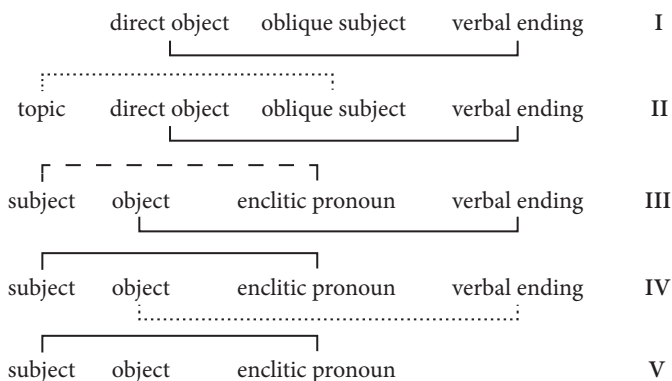 direct object oblique subject verbal ending I
topic direct object oblique subject verbal ending II
subject object enclitic pronoun verbal ending III
subject object enclitic pronoun verbal ending IV
subject object enclitic pronoun V